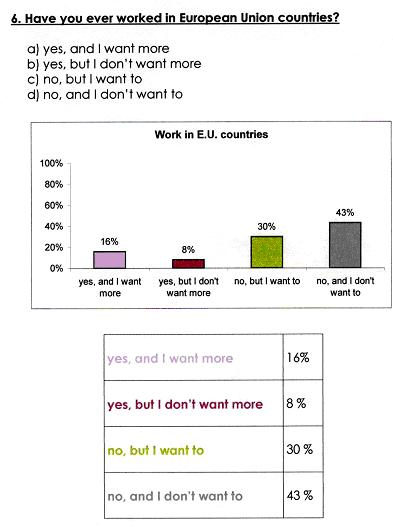 6. Have you ever worked in European Union countries?
a) yes, and I want more
b) yes, but I don't want more
c) no, but I want to
d) no, and I don't want to
Work in E.U. countries
100%
80%
60%
40%
20%
0%
16%
8%
30%
43%
yes, and I want more
yes, but I don't want more
no, but I want to
no, and I don't want to
yes, and I want more 16%
yes, but I don't want more 8 %
no, but I want to 30 %
no, and I don't want to 43 %